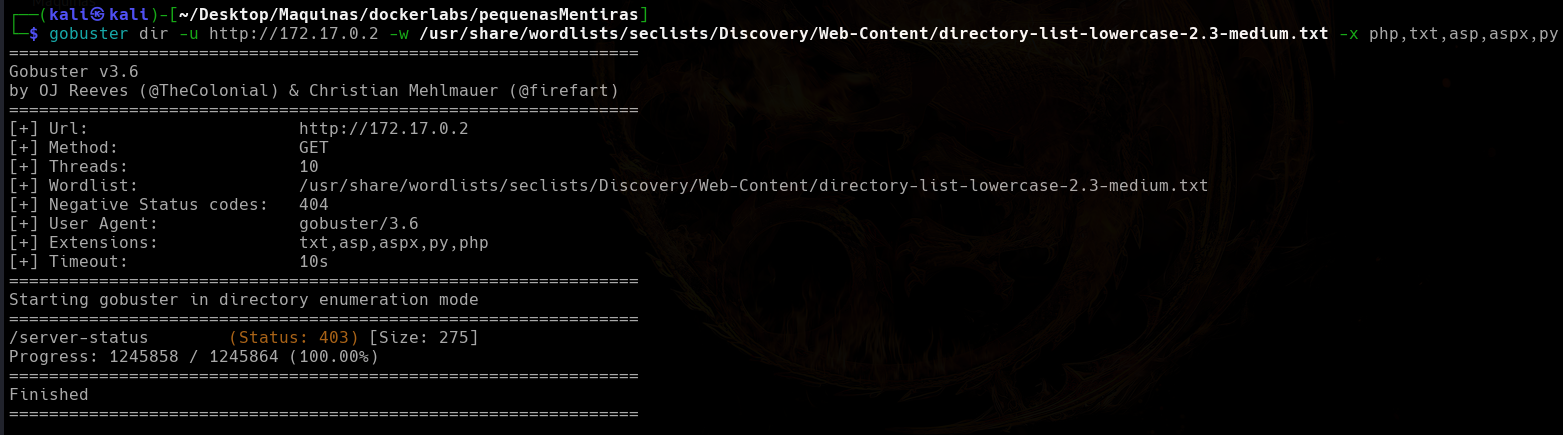 ┌──(kali㉿kali)-[~/Desktop/Maquinas/dockerlabs/pequenasMentiras]
└─$ gobuster dir -u http://172.17.0.2 -w /usr/share/wordlists/seclists/Discovery/Web-Content/directory-list-lowercase-2.3-medium.txt -x php,txt,asp,aspx,py
===============================================================
Gobuster v3.6
by OJ Reeves (@TheColonial) & Christian Mehlmauer (@firefart)
===============================================================
[+] Url:                     http://172.17.0.2
[+] Method:                  GET
[+] Threads:                 10
[+] Wordlist:                /usr/share/wordlists/seclists/Discovery/Web-Content/directory-list-lowercase-2.3-medium.txt
[+] Negative Status codes:   404
[+] User Agent:              gobuster/3.6
[+] Extensions:              txt,asp,aspx,py,php
[+] Timeout:                 10s
===============================================================
Starting gobuster in directory enumeration mode
===============================================================
/server-status        (Status: 403) [Size: 275]
Progress: 1245858 / 1245864 (100.00%)
===============================================================
Finished
===============================================================